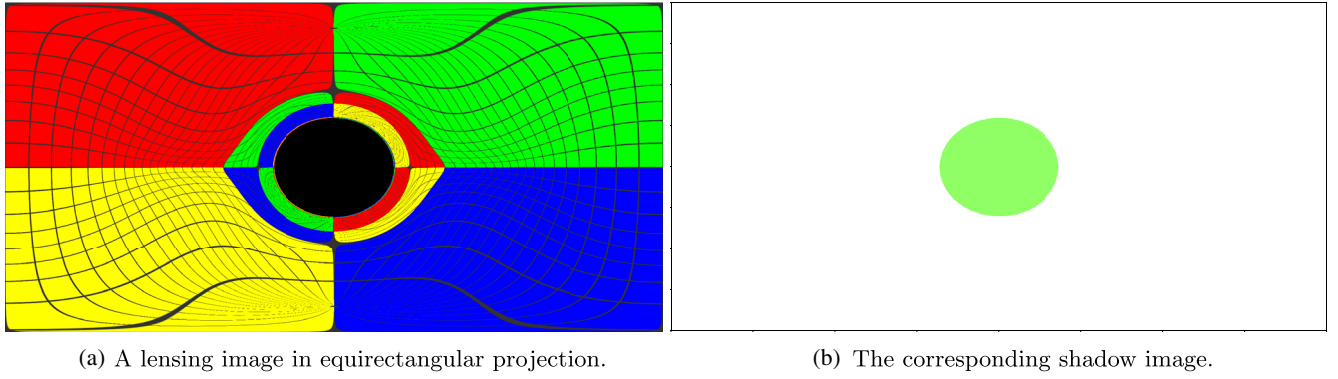 (a) A lensing image in equirectangular projection.
(b) The corresponding shadow image.